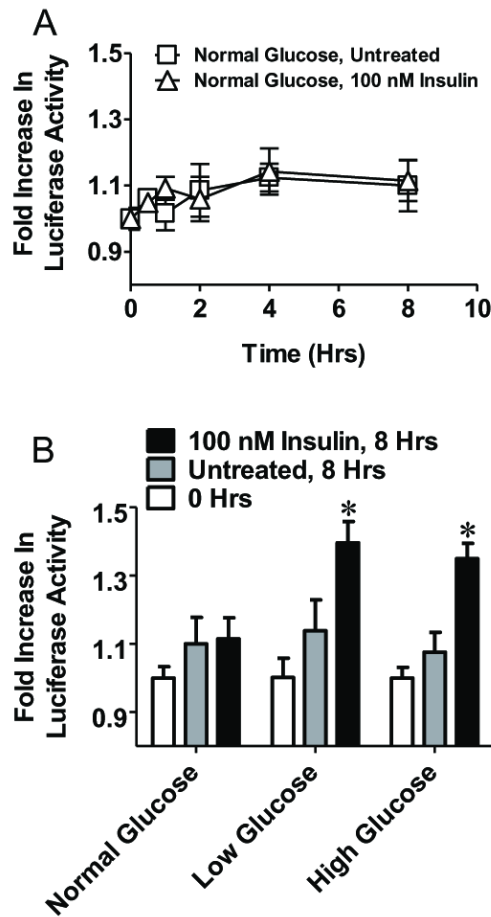 A
Normal Glucose, Untreated
Normal Glucose, 100 nM Insulin
Fold Increase In
Luciferase Activity
1.5
1.3
1.1
0.9
0 2 4 6 8 10
Time (Hrs)
B
100 nM Insulin, 8 Hrs
Untreated, 8 Hrs
0 Hrs
Fold Increase In
Luciferase Activity
1.5
1.3
1.1
0.9
* *
Normal Glucose
Low Glucose
High Glucose